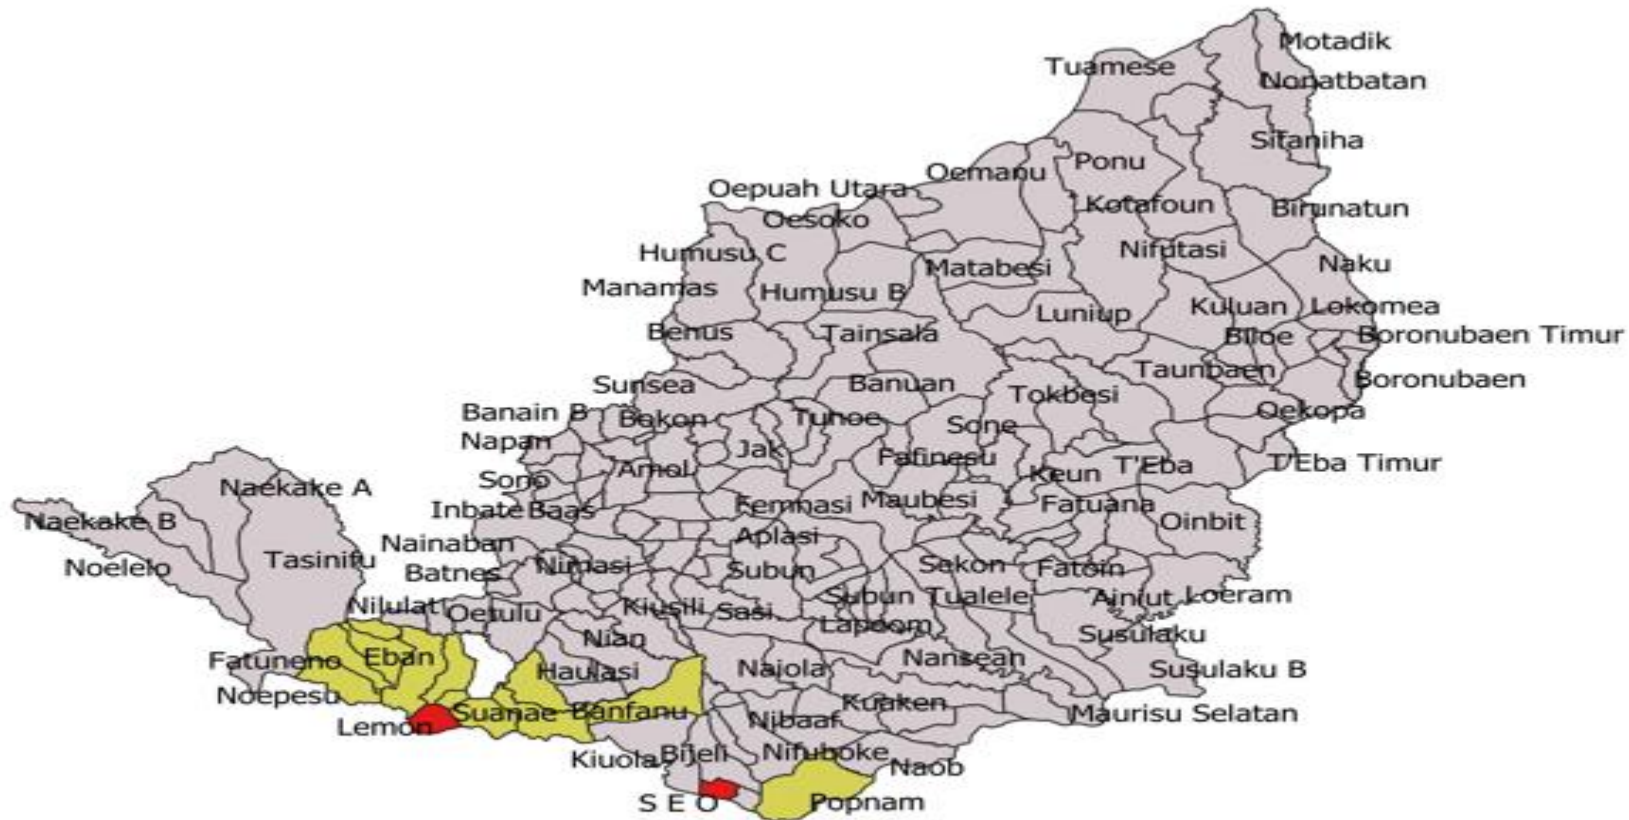 Motadik
Tuamese
Nonatbatan
Sifaniha
Ponu
Oemanu
Oepuah Utara
Oesoko
Kotafoun
Birunatun
Humusu C
Nifutasi
Naku
Matabesi
Manamas
Humusu B
Kuluan
Lokomea
Luniup
Benus
Tainsala
Biloe
Boronubaen Timur
Taunbaen
Boronubaen
Sunsea
Banuan
Tokbesi
Banain B
Bokon
Tunoe
Oekopa
Sone
Napan
Jak
Fafinesu
T'Eba
T'Eba Timur
Amol
Keun
Sono
Naekake A
Maubesi
Femnasi
Fatuana
Inbate
Baas
Naekake B
Oinbit
Aplasi
Nainaban
Tasinifu
Noelelo
Nimasi
Batnes
Subun
Sekon
Fatoin
Subun Tualele
Ainiut
Loeram
Nilulat
Oetulu
Kiusili
Sasi
Lapeom
Nian
Susulaku
Fatuneno
Eban
Haulasi
Naiola
Nansean
Susulaku B
Noepesu
Kuaken
Lemon
Suanae
Banfanu
Nibaaf
Maurisu Selatan
Kiuola
Bijeli
Nifuboke
Naob
S E O
Popnam